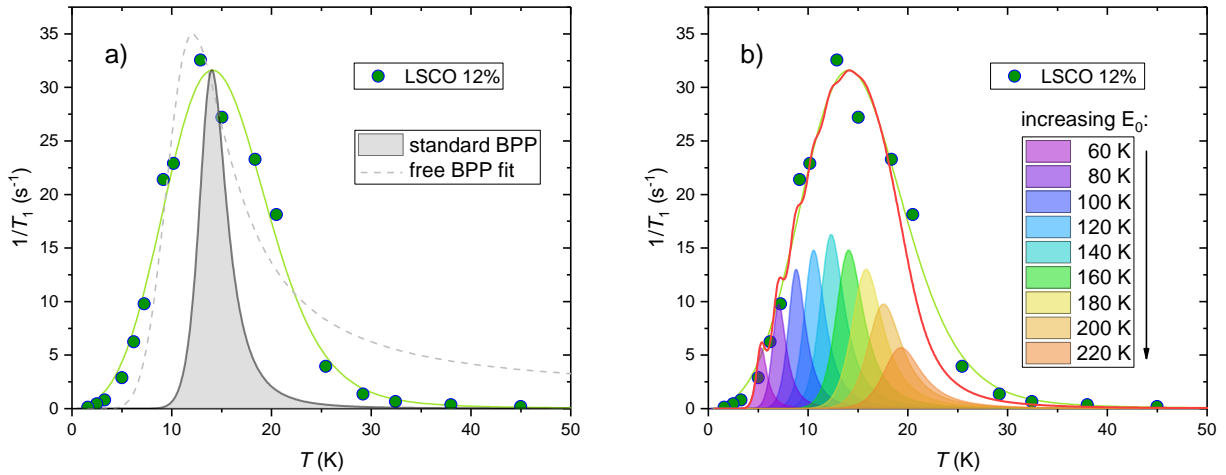 a)
LSCO 12%
standard BPP
free BPP fit
1/T₁ (s⁻¹)
35
30
25
20
15
10
5
0
0 10 20 30 40 50
T (K)
b)
LSCO 12%
increasing E₀:
60 K
80 K
100 K
120 K
140 K
160 K
180 K
200 K
220 K
1/T₁ (s⁻¹)
35
30
25
20
15
10
5
0
0 10 20 30 40 50
T (K)